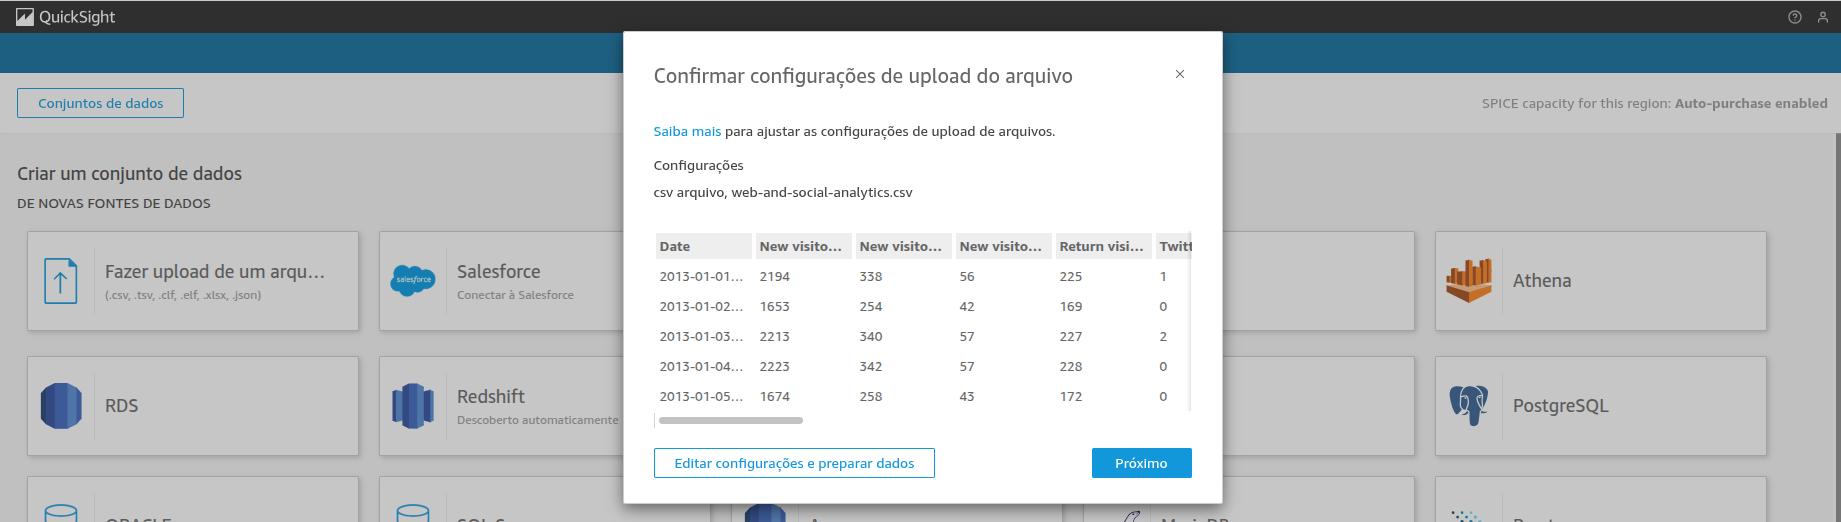 QuickSight
Conjuntos de dados
SPICE capacity for this region: Auto-purchase enabled
Criar um conjunto de dados
DE NOVAS FONTES DE DADOS
Fazer upload de um arqu...
(.csv, .tsv, .clf, .elf, .xlsx, .json)
Salesforce
Conectar à Salesforce
salesforce
Athena
RDS
Redshift
Descoberto automaticamente
PostgreSQL
ORACLE
MariaDB
Confirmar configurações de upload do arquivo
Saiba mais para ajustar as configurações de upload de arquivos.
Configurações
csv arquivo, web-and-social-analytics.csv
Date New visito... New visito... New visito... Return visi... Twitt
2013-01-01... 2194 338 56 225 1
2013-01-02... 1653 254 42 169 0
2013-01-03... 2213 340 57 227 2
2013-01-04... 2223 342 57 228 0
2013-01-05... 1674 258 43 172 0
Editar configurações e preparar dados
Próximo